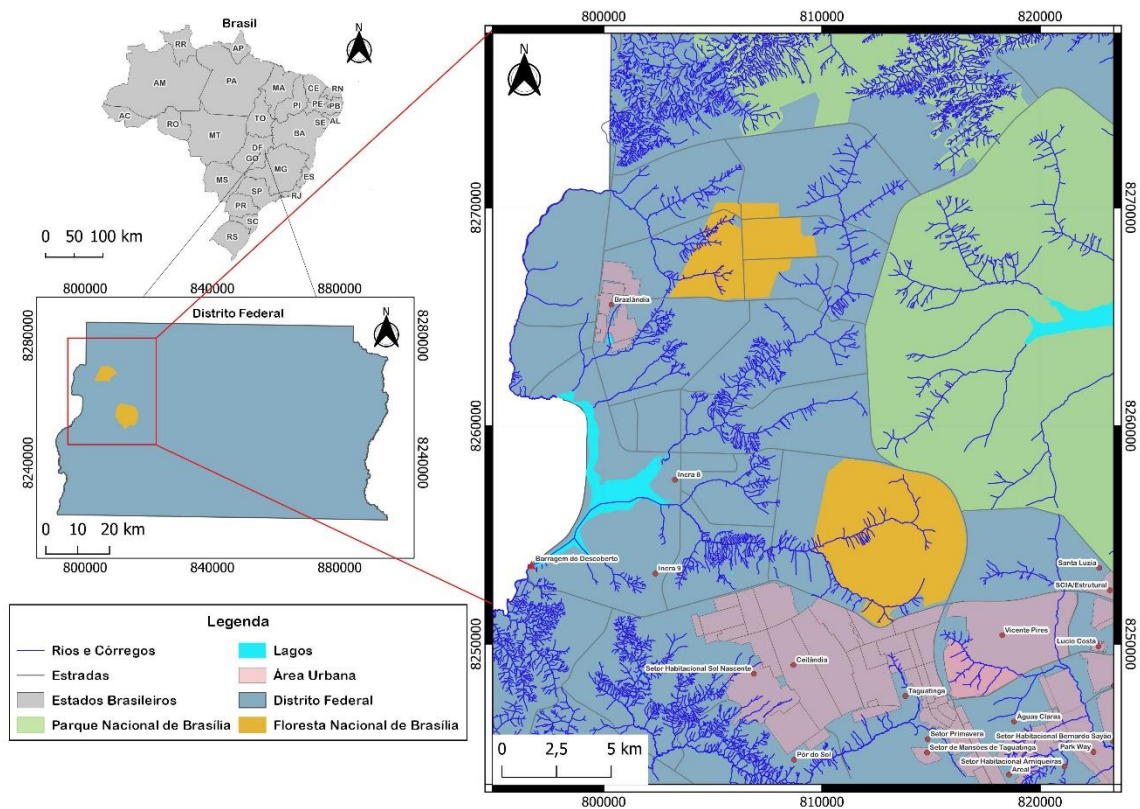 Brasil
N
RR
AP
AM
PA
MA
CE
RN
PI
PE
PB
AC
TO
SE
AL
RO
MT
BA
DF
GO
MG
MS
ES
SP
RJ
PR
SC
RS
0 50 100 km
800000 840000 880000
Distrito Federal
N
8280000
8280000
8240000
8240000
0 10 20 km
800000 840000 880000
Legenda
Rios e Córregos
Lagos
Estradas
Área Urbana
Estados Brasileiros
Distrito Federal
Parque Nacional de Brasília
Floresta Nacional de Brasília
800000 810000 820000
N
8270000
8270000
Brazlândia
8260000
8260000
Incra 8
Barragem do Descoberto
Incra 9
Santa Luzia
SCIA/Estrutural
Vicente Pires
Lucio Costa
8250000
8250000
Ceilândia
Setor Habitacional Sol Nascente
Taguatinga
Aguas Claras
Setor Primavera
Setor Habitacional Bernardo Sayão
Setor de Mansões de Taguatinga
Park Way
Pôr do Sol
Setor Habitacional Arniqueiras
Areal
0 2,5 5 km
800000 810000 820000